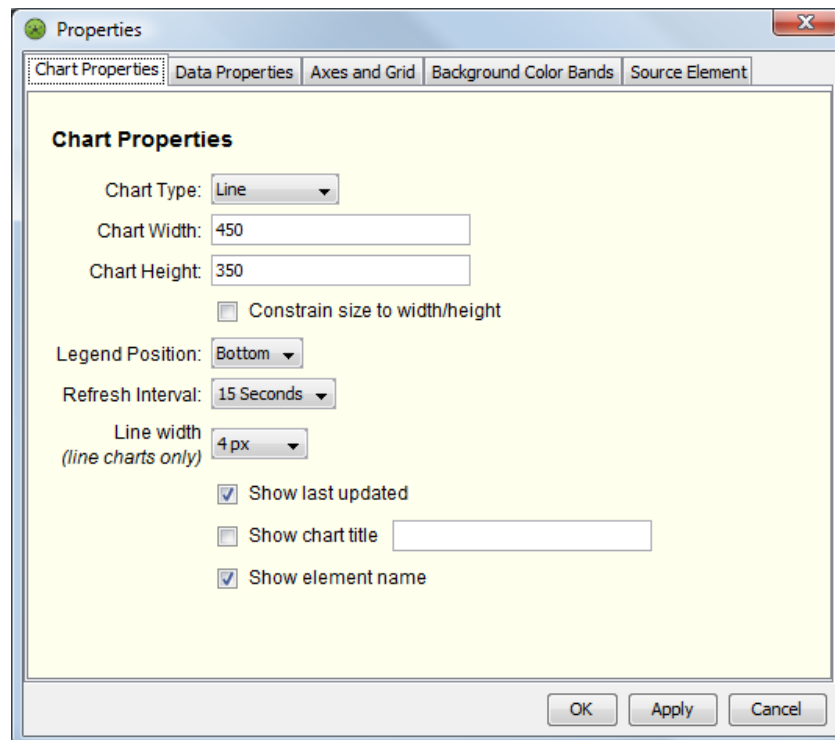 Properties
Chart Properties Data Properties Axes and Grid Background Color Bands Source Element
Chart Properties
Chart Type: Line
Chart Width: 450
Chart Height: 350
Constrain size to width/height
Legend Position: Bottom
Refresh Interval: 15 Seconds
Line width
(line charts only) 4 px
Show last updated
Show chart title
Show element name
OK Apply Cancel